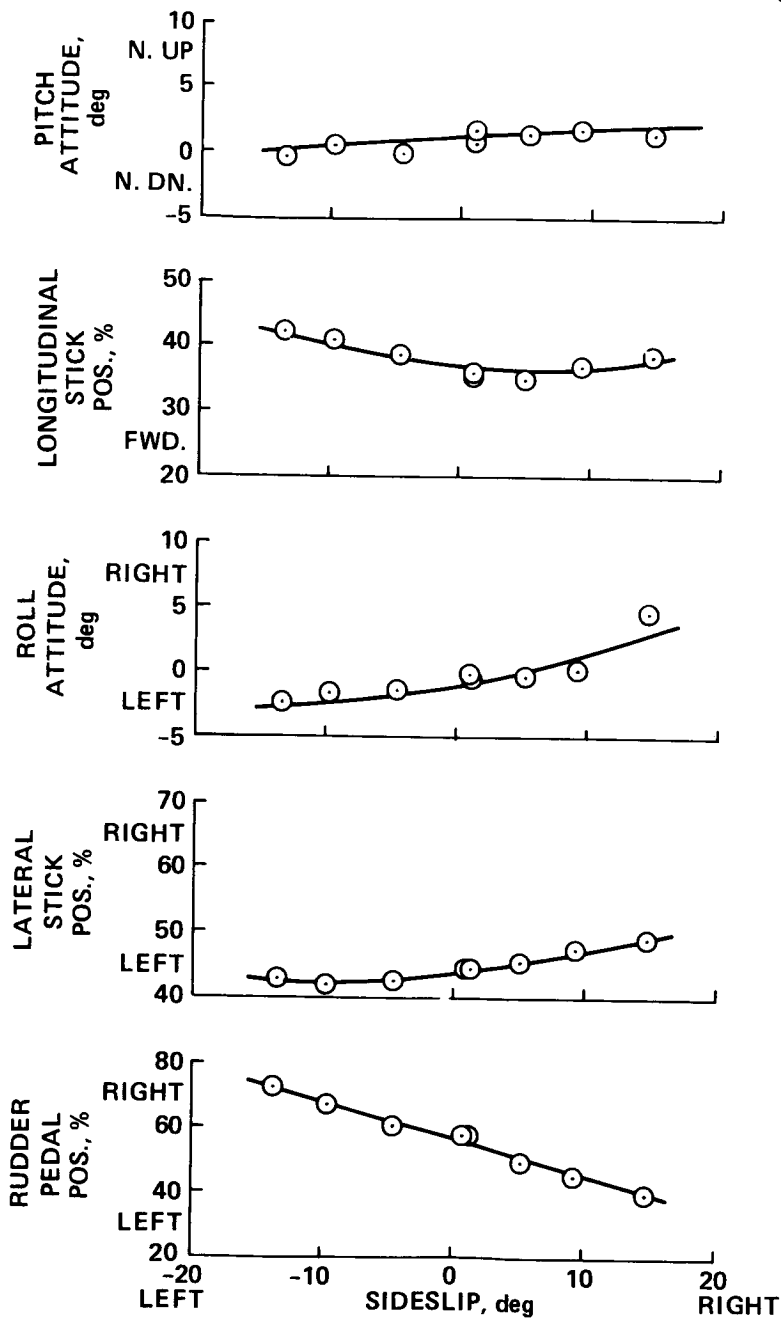 PITCH
ATTITUDE,
deg
10
N. UP
5
0
N. DN.
-5
LONGITUDINAL
STICK
POS., %
50
40
30
FWD.
20
ROLL
ATTITUDE,
deg
10
RIGHT
5
0
LEFT
-5
LATERAL
STICK
POS., %
70
RIGHT
60
50
LEFT
40
RUDDER
PEDAL
POS., %
80
RIGHT
60
40
LEFT
20
-20 -10 0 10 20
LEFT SIDESLIP, deg RIGHT